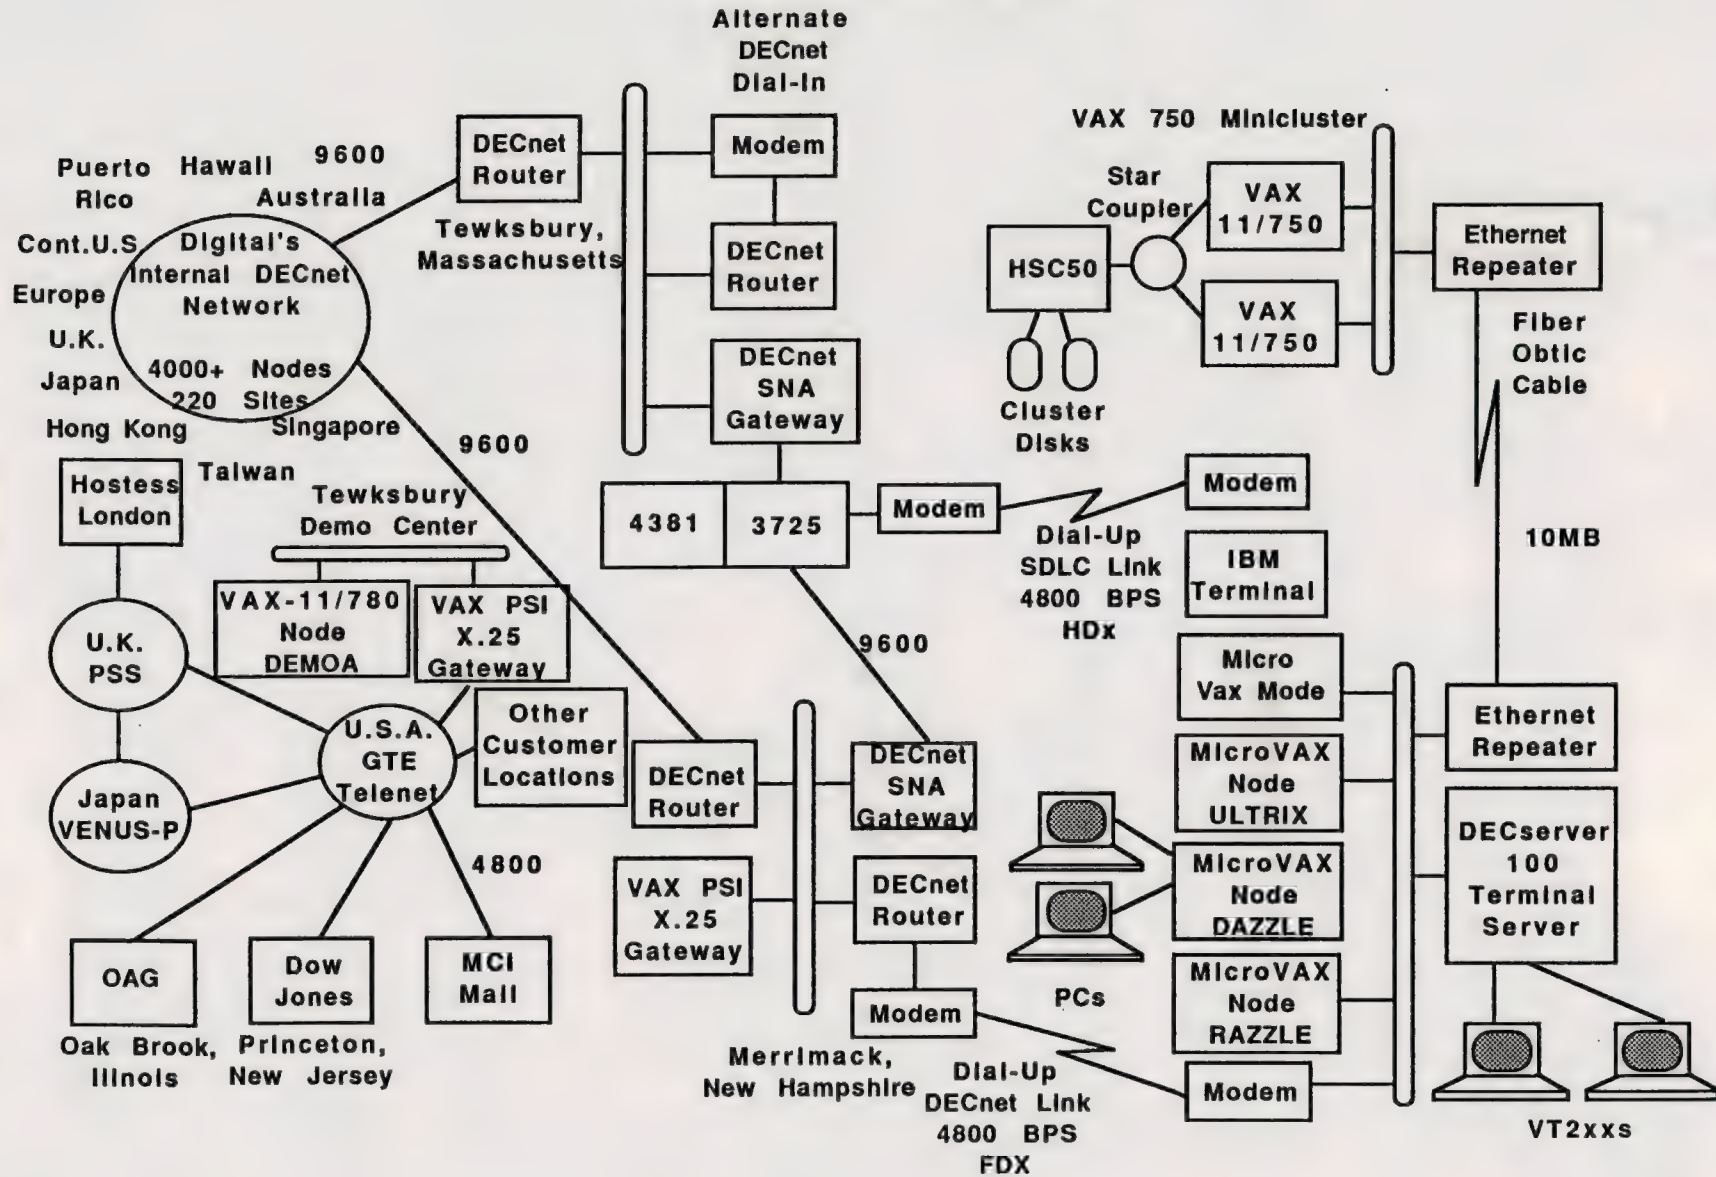 Alternate
DECnet
Dial-In
Puerto
Rico
Hawaii
9600
Australia
Cont.U.S
Europe
U.K.
Japan
Hong Kong
Singapore
Taiwan
Digital's
Internal DECnet
Network
4000+ Nodes
220 Sites
DECnet
Router
Tewksbury,
Massachusetts
Modem
DECnet
Router
DECnet
SNA
Gateway
VAX 750 Minicluster
Star
Coupler
VAX
11/750
VAX
11/750
HSC50
Cluster
Disks
Ethernet
Repeater
Fiber
Obtic
Cable
10MB
9600
Hostess
London
Tewksbury
Demo Center
VAX-11/780
Node
DEMOA
VAX PSI
X.25
Gateway
4381
3725
Modem
Modem
Dial-Up
SDLC Link
4800 BPS
HDx
IBM
Terminal
9600
U.K.
PSS
Japan
VENUS-P
U.S.A.
GTE
Telenet
Other
Customer
Locations
4800
OAG
Oak Brook,
Illinois
Dow
Jones
Princeton,
New Jersey
MCI
Mail
DECnet
Router
DECnet
SNA
Gateway
VAX PSI
X.25
Gateway
DECnet
Router
Modem
Merrimack,
New Hampshire
Dial-Up
DECnet Link
4800 BPS
FDX
Micro
Vax Mode
MicroVAX
Node
ULTRIX
MicroVAX
Node
DAZZLE
MicroVAX
Node
RAZZLE
Modem
PCs
Ethernet
Repeater
DECserver
100
Terminal
Server
VT2xxs